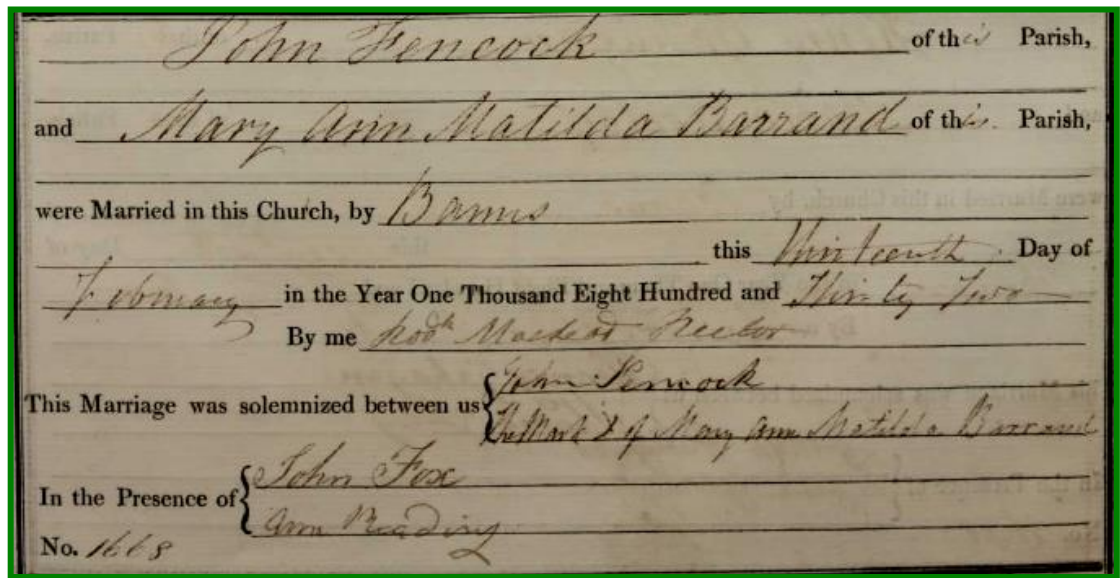 John Fencock of this Parish,
and Mary Ann Matilda Barrand of this Parish,
were Married in this Church, by Banns
this Thirteenth Day of
February in the Year One Thousand Eight Hundred and Thirty Two
By me Rodk Macleod Rector
This Marriage was solemnized between us John Pencock
The Mark X of Mary Ann Matilda Barrand
In the Presence of John Fox
Ann Reading
No. 1668